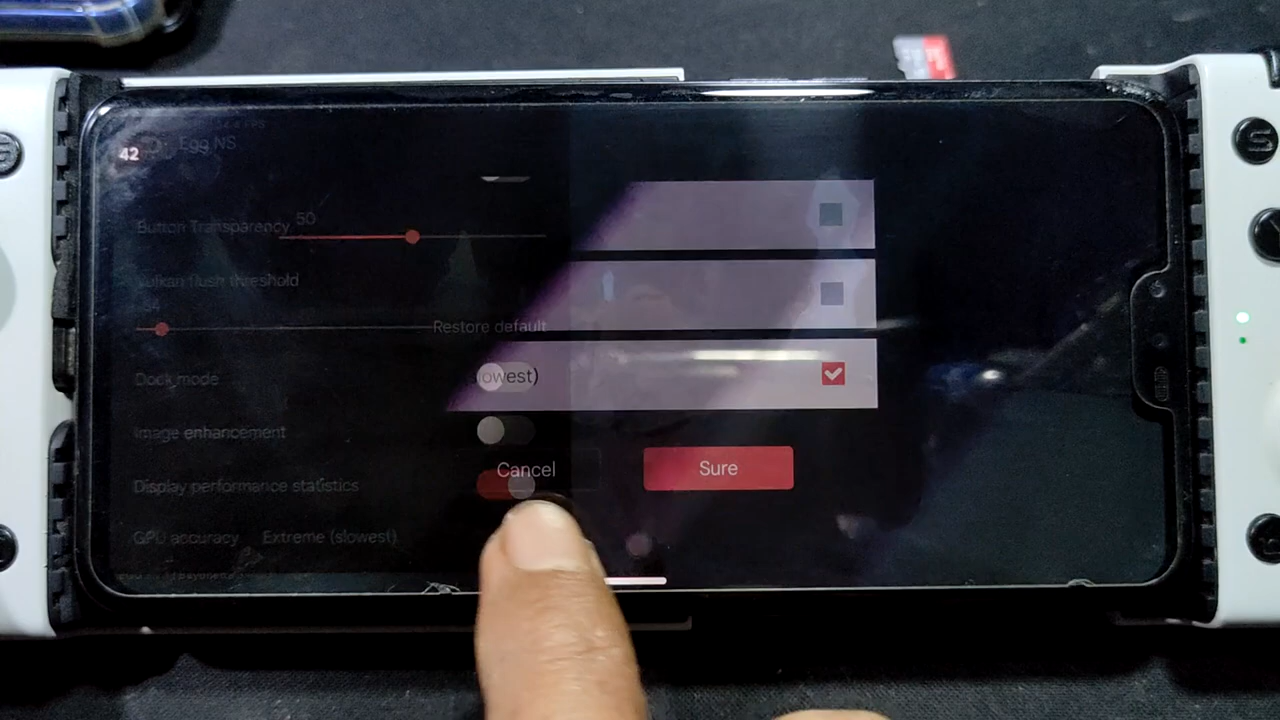 Egg NS
42
Button Transparency 50
Vulkan flush threshold
Restore default
Dock mode
(slowest)
Image enhancement
Cancel
Sure
Display performance statistics
GPU accuracy Extreme (slowest)